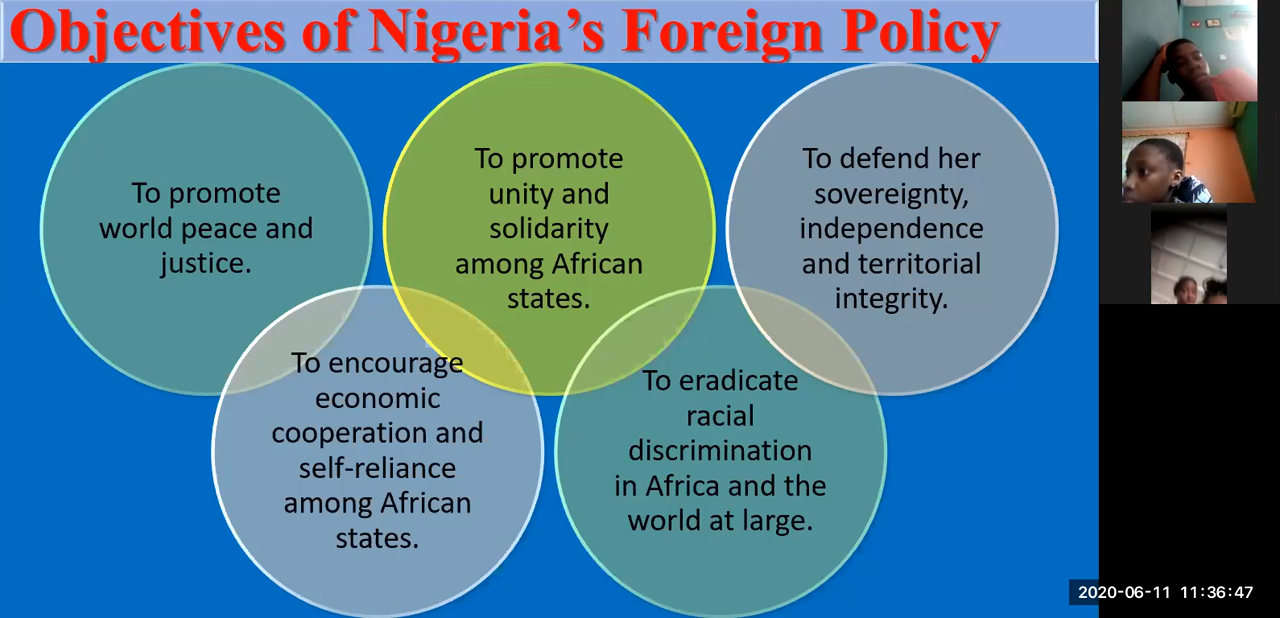 Objectives of Nigeria’s Foreign Policy
To promote
world peace and
justice.
To promote
unity and
solidarity
among African
states.
To defend her
sovereignty,
independence
and territorial
integrity.
To encourage
economic
cooperation and
self-reliance
among African
states.
To eradicate
racial
discrimination
in Africa and the
world at large.
2020-06-11 11:36:47